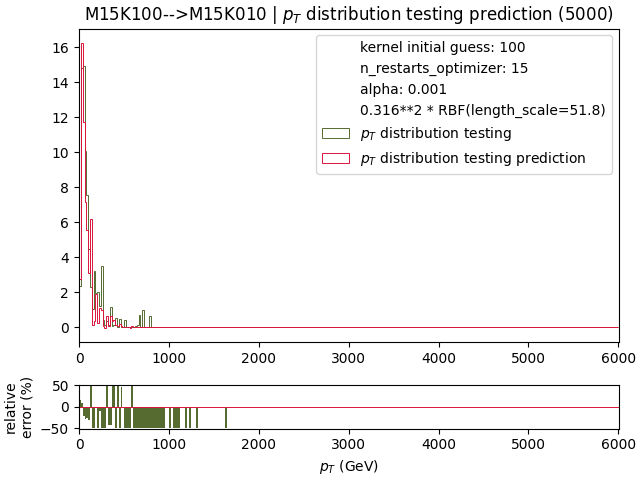 M15K100-->M15K010 | p_T distribution testing prediction (5000)
kernel initial guess: 100
n_restarts_optimizer: 15
alpha: 0.001
0.316**2 * RBF(length_scale=51.8)
p_T distribution testing
p_T distribution testing prediction
16
14
12
10
8
6
4
2
0
0 1000 2000 3000 4000 5000 6000
relative
error (%)
50
0
−50
0 1000 2000 3000 4000 5000 6000
p_T (GeV)